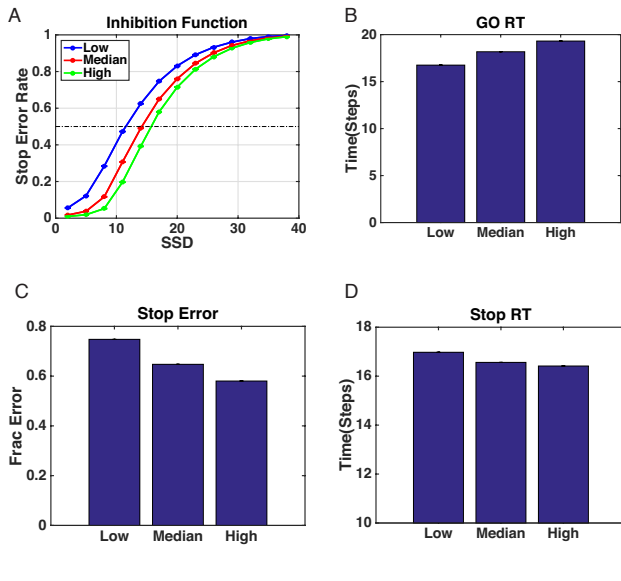 A
Inhibition Function
Low
Median
High
Stop Error Rate
1
0.8
0.6
0.4
0.2
0
0
10
20
30
40
SSD
B
GO RT
Time(Steps)
20
15
10
5
0
Low
Median
High
C
Stop Error
Frac Error
0.8
0.6
0.4
0.2
0
Low
Median
High
D
Stop RT
Time(Steps)
18
16
14
12
10
Low
Median
High